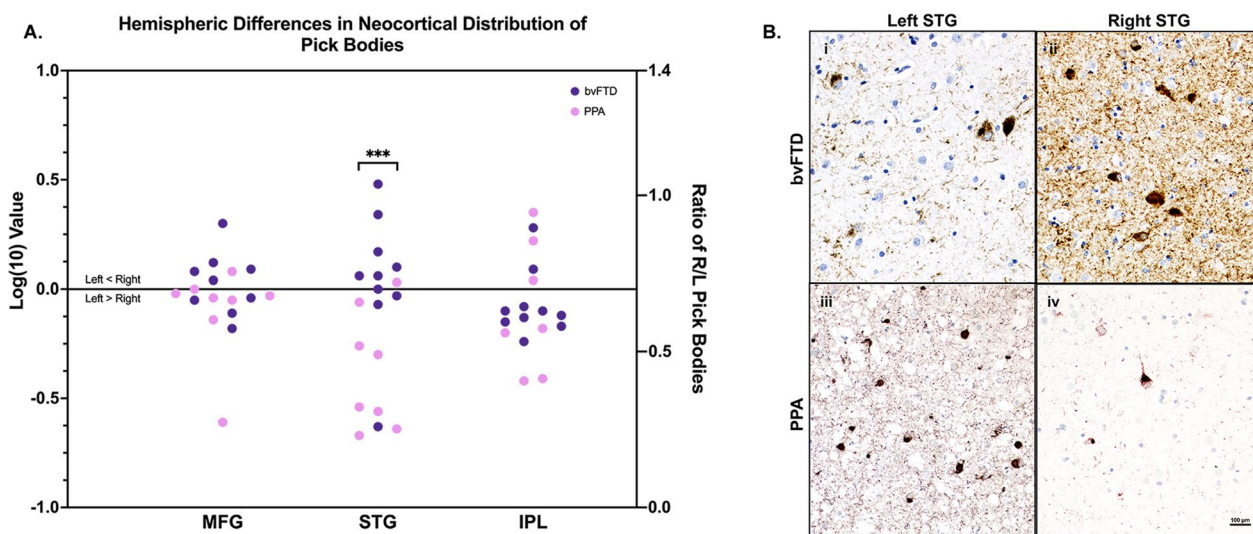 A.
Hemispheric Differences in Neocortical Distribution of
Pick Bodies
Log(10) Value
1.0
0.5
0.0
-0.5
-1.0
Left < Right
Left > Right
***
bvFTD
PPA
1.4
1.0
0.5
0.0
Ratio of R/L Pick Bodies
MFG
STG
IPL
B.
Left STG
Right STG
bvFTD
PPA
i
ii
iii
iv
100 µm